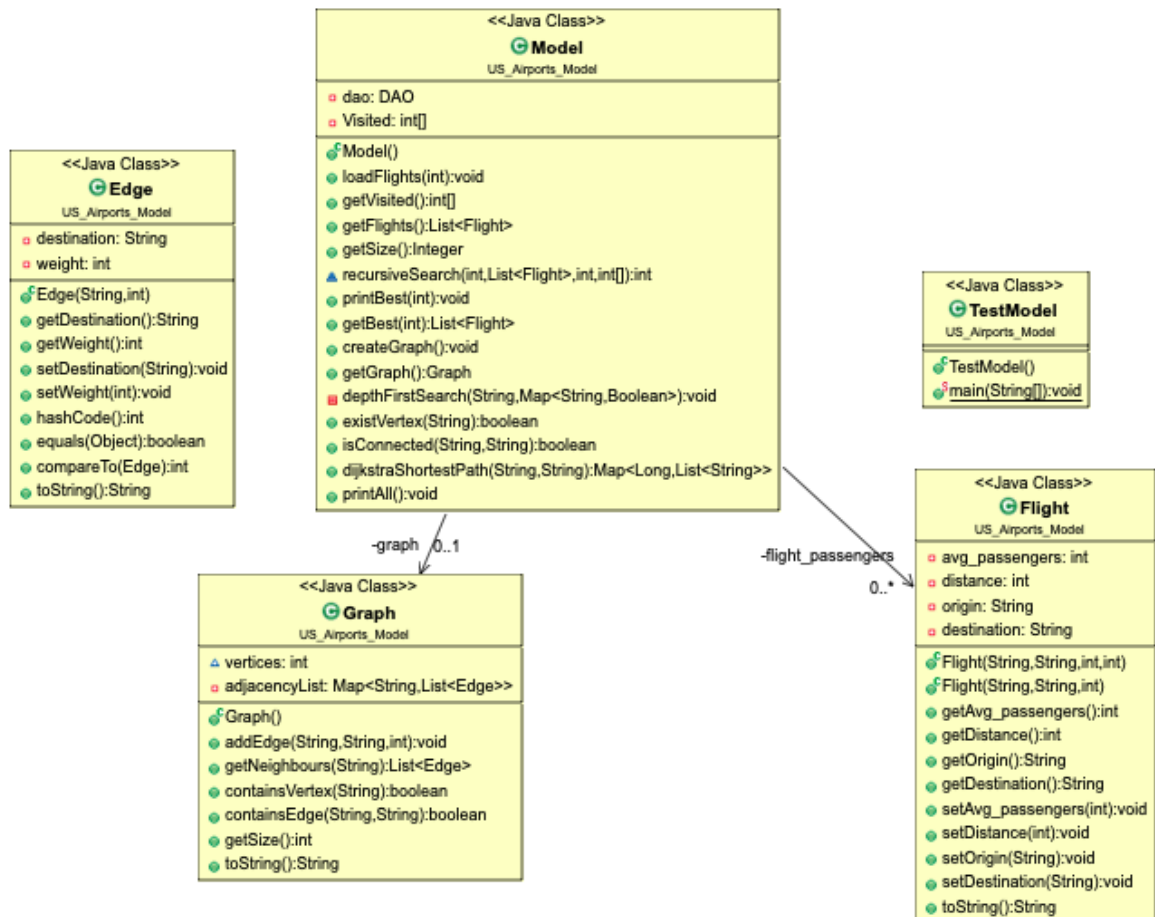 <<Java Class>>
Model
US_Airports_Model
dao: DAO
Visited: int[]
Model()
loadFlights(int):void
getVisited():int[]
getFlights():List<Flight>
getSize():Integer
recursiveSearch(int,List<Flight>,int,int[]):int
printBest(int):void
getBest(int):List<Flight>
createGraph():void
getGraph():Graph
depthFirstSearch(String,Map<String,Boolean>):void
existVertex(String):boolean
isConnected(String,String):boolean
dijkstraShortestPath(String,String):Map<Long,List<String>>
printAll():void
<<Java Class>>
Edge
US_Airports_Model
destination: String
weight: int
Edge(String,int)
getDestination():String
getWeight():int
setDestination(String):void
setWeight(int):void
hashCode():int
equals(Object):boolean
compareTo(Edge):int
toString():String
<<Java Class>>
TestModel
US_Airports_Model
TestModel()
main(String[]):void
-graph
0..1
-flight_passengers
0..*
<<Java Class>>
Graph
US_Airports_Model
vertices: int
adjacencyList: Map<String,List<Edge>>
Graph()
addEdge(String,String,int):void
getNeighbours(String):List<Edge>
containsVertex(String):boolean
containsEdge(String,String):boolean
getSize():int
toString():String
<<Java Class>>
Flight
US_Airports_Model
avg_passengers: int
distance: int
origin: String
destination: String
Flight(String,String,int,int)
Flight(String,String,int)
getAvg_passengers():int
getDistance():int
getOrigin():String
getDestination():String
setAvg_passengers(int):void
setDistance(int):void
setOrigin(String):void
setDestination(String):void
toString():String